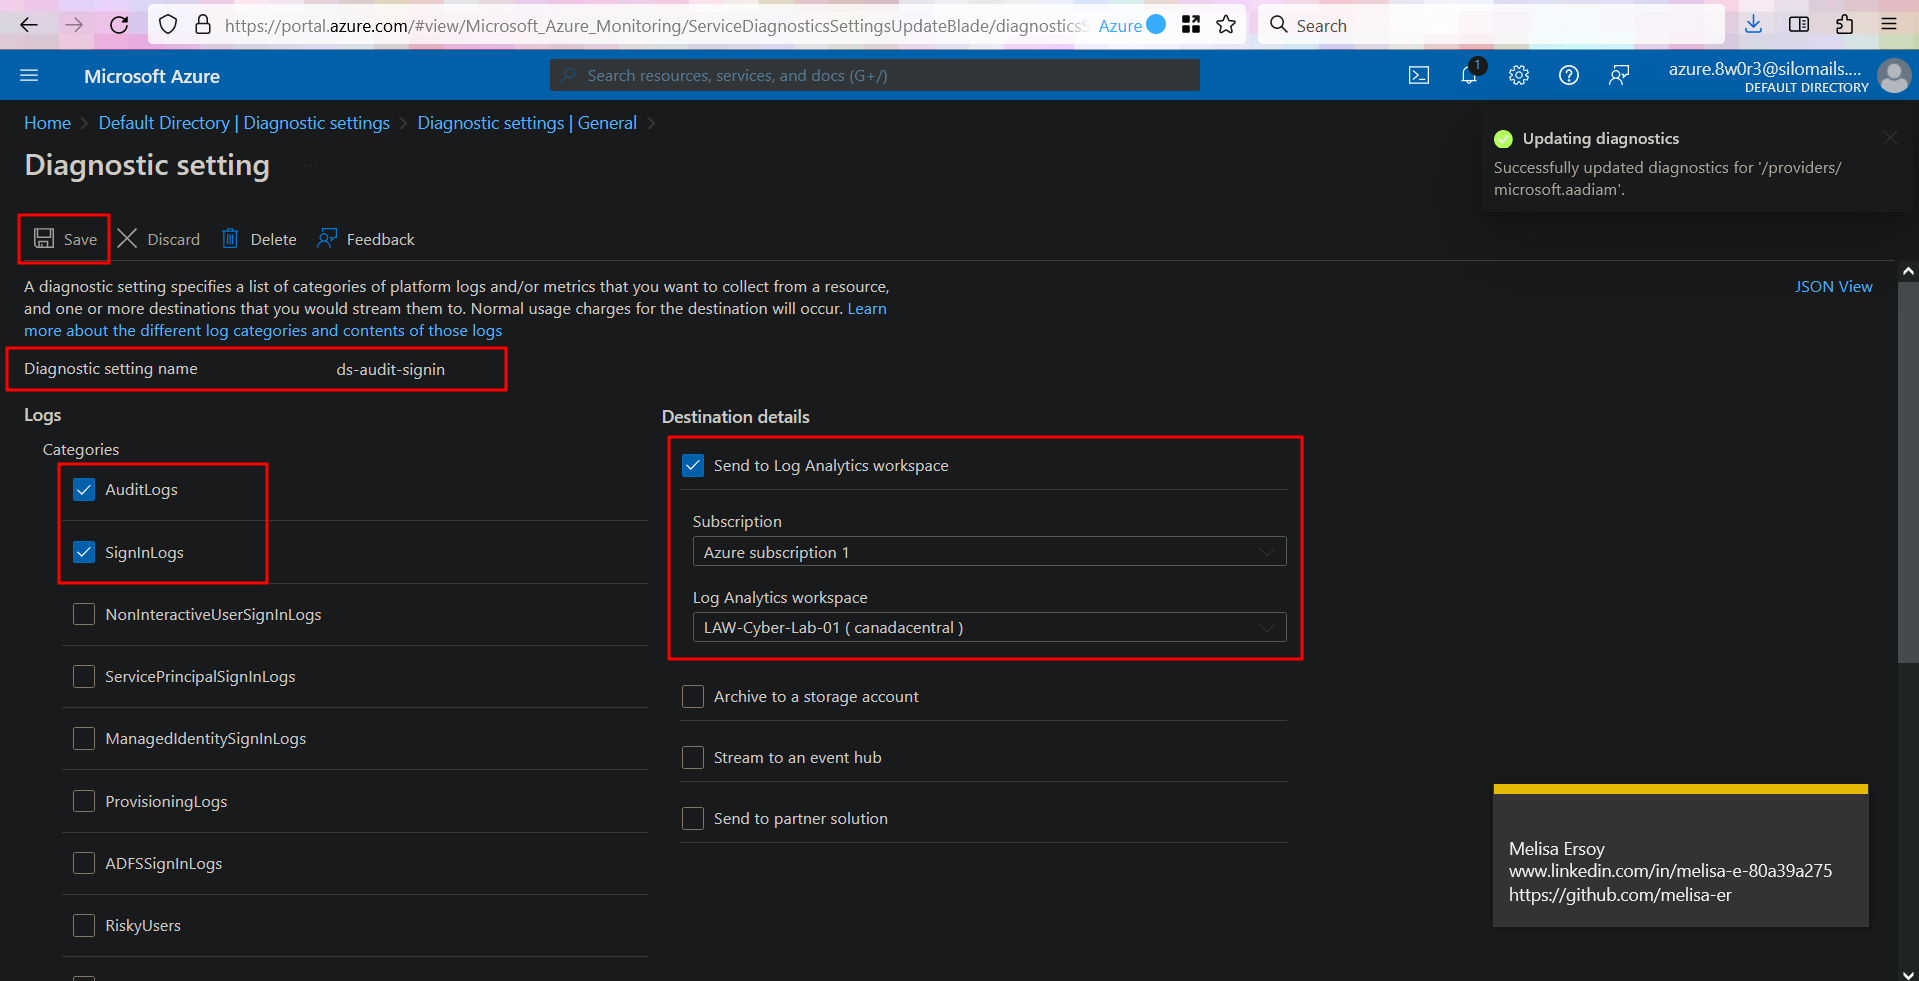 https://portal.azure.com/#view/Microsoft_Azure_Monitoring/ServiceDiagnosticsSettingsUpdateBlade/diagnosticsS
Azure
Search
Microsoft Azure
Search resources, services, and docs (G+/)
1
azure.8w0r3@silomails....
DEFAULT DIRECTORY
Home > Default Directory | Diagnostic settings > Diagnostic settings | General >
Diagnostic setting ...
Updating diagnostics
Successfully updated diagnostics for '/providers/
microsoft.aadiam'.
Save
Discard
Delete
Feedback
A diagnostic setting specifies a list of categories of platform logs and/or metrics that you want to collect from a resource,
and one or more destinations that you would stream them to. Normal usage charges for the destination will occur. Learn
more about the different log categories and contents of those logs
JSON View
Diagnostic setting name
ds-audit-signin
Logs
Categories
AuditLogs
SignInLogs
NonInteractiveUserSignInLogs
ServicePrincipalSignInLogs
ManagedIdentitySignInLogs
ProvisioningLogs
ADFSSignInLogs
RiskyUsers
Destination details
Send to Log Analytics workspace
Subscription
Azure subscription 1
Log Analytics workspace
LAW-Cyber-Lab-01 ( canadacentral )
Archive to a storage account
Stream to an event hub
Send to partner solution
Melisa Ersoy
www.linkedin.com/in/melisa-e-80a39a275
https://github.com/melisa-er